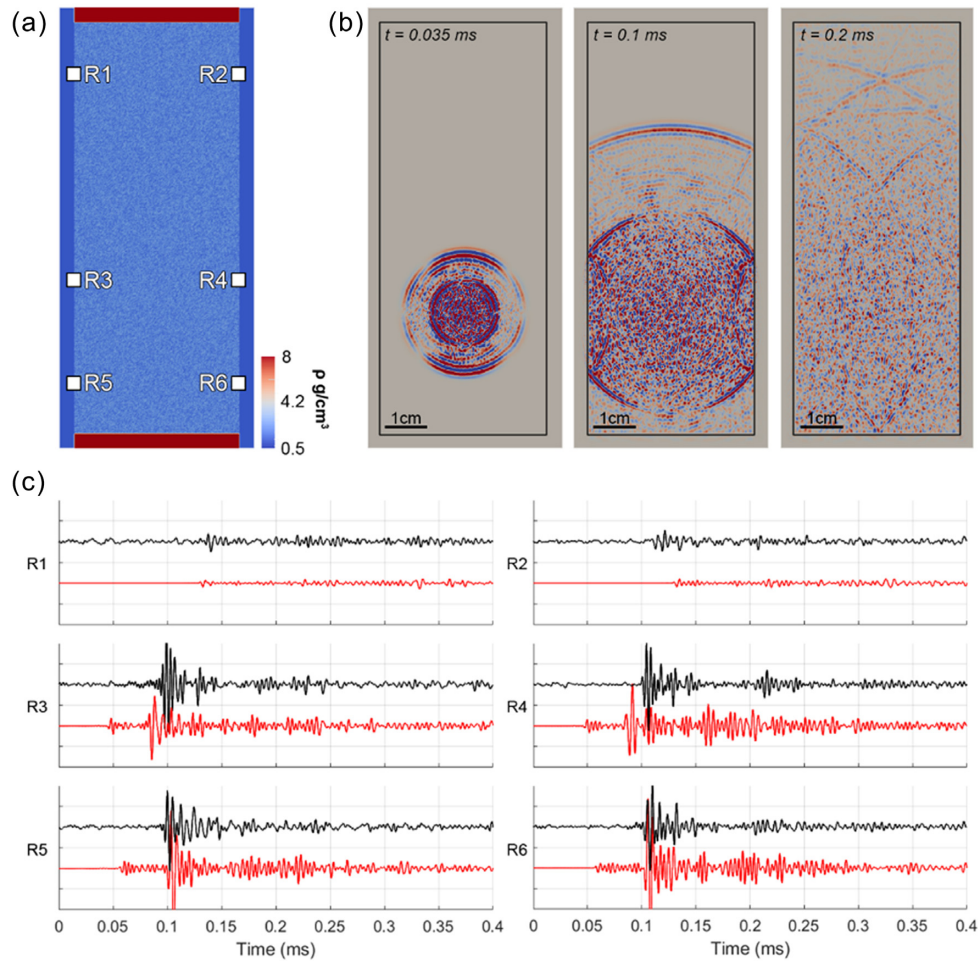 (a)
R1 R2
R3 R4
R5 R6
8
4.2
0.5
ρ g/cm³
(b)
t = 0.035 ms
t = 0.1 ms
t = 0.2 ms
1cm
1cm
1cm
(c)
R1
R2
R3
R4
R5
R6
0 0.05 0.1 0.15 0.2 0.25 0.3 0.35 0.4
Time (ms)
0 0.05 0.1 0.15 0.2 0.25 0.3 0.35 0.4
Time (ms)